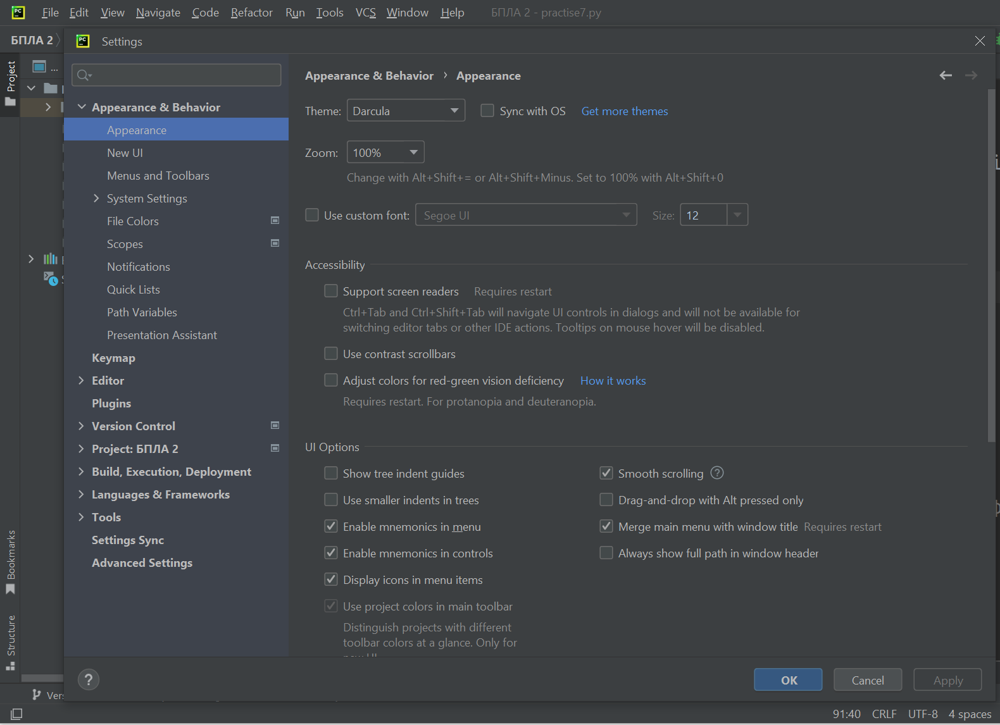 File Edit View Navigate Code Refactor Run Tools VCS Window Help БПЛА 2 - practise7.py
БПЛА 2
Settings
Project
...
Appearance & Behavior › Appearance
Appearance & Behavior
Appearance
New UI
Menus and Toolbars
System Settings
File Colors
Scopes
Notifications
Quick Lists
Path Variables
Presentation Assistant
Keymap
Editor
Plugins
Version Control
Project: БПЛА 2
Build, Execution, Deployment
Languages & Frameworks
Tools
Settings Sync
Advanced Settings
Theme: Darcula Sync with OS Get more themes
Zoom: 100%
Change with Alt+Shift+= or Alt+Shift+Minus. Set to 100% with Alt+Shift+0
Use custom font: Segoe UI Size: 12
Accessibility
Support screen readers Requires restart
Ctrl+Tab and Ctrl+Shift+Tab will navigate UI controls in dialogs and will not be available for
switching editor tabs or other IDE actions. Tooltips on mouse hover will be disabled.
Use contrast scrollbars
Adjust colors for red-green vision deficiency How it works
Requires restart. For protanopia and deuteranopia.
UI Options
Show tree indent guides
Smooth scrolling ?
Use smaller indents in trees
Drag-and-drop with Alt pressed only
Enable mnemonics in menu
Merge main menu with window title Requires restart
Enable mnemonics in controls
Always show full path in window header
Display icons in menu items
Use project colors in main toolbar
Distinguish projects with different
toolbar colors at a glance. Only for
Bookmarks
Structure
? OK Cancel Apply
Vers
91:40 CRLF UTF-8 4 spaces